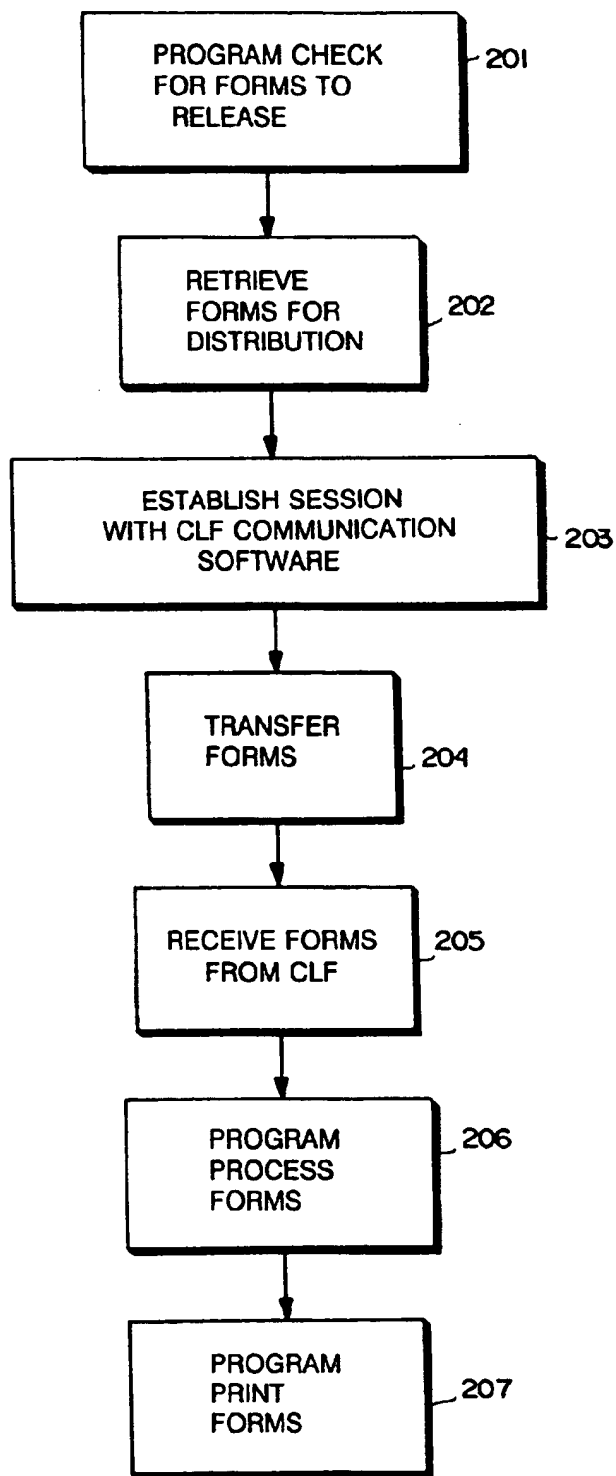 PROGRAM CHECK
FOR FORMS TO
RELEASE
201
RETRIEVE
FORMS FOR
DISTRIBUTION
202
ESTABLISH SESSION
WITH CLF COMMUNICATION
SOFTWARE
203
TRANSFER
FORMS
204
RECEIVE FORMS
FROM CLF
205
PROGRAM
PROCESS
FORMS
206
PROGRAM
PRINT
FORMS
207